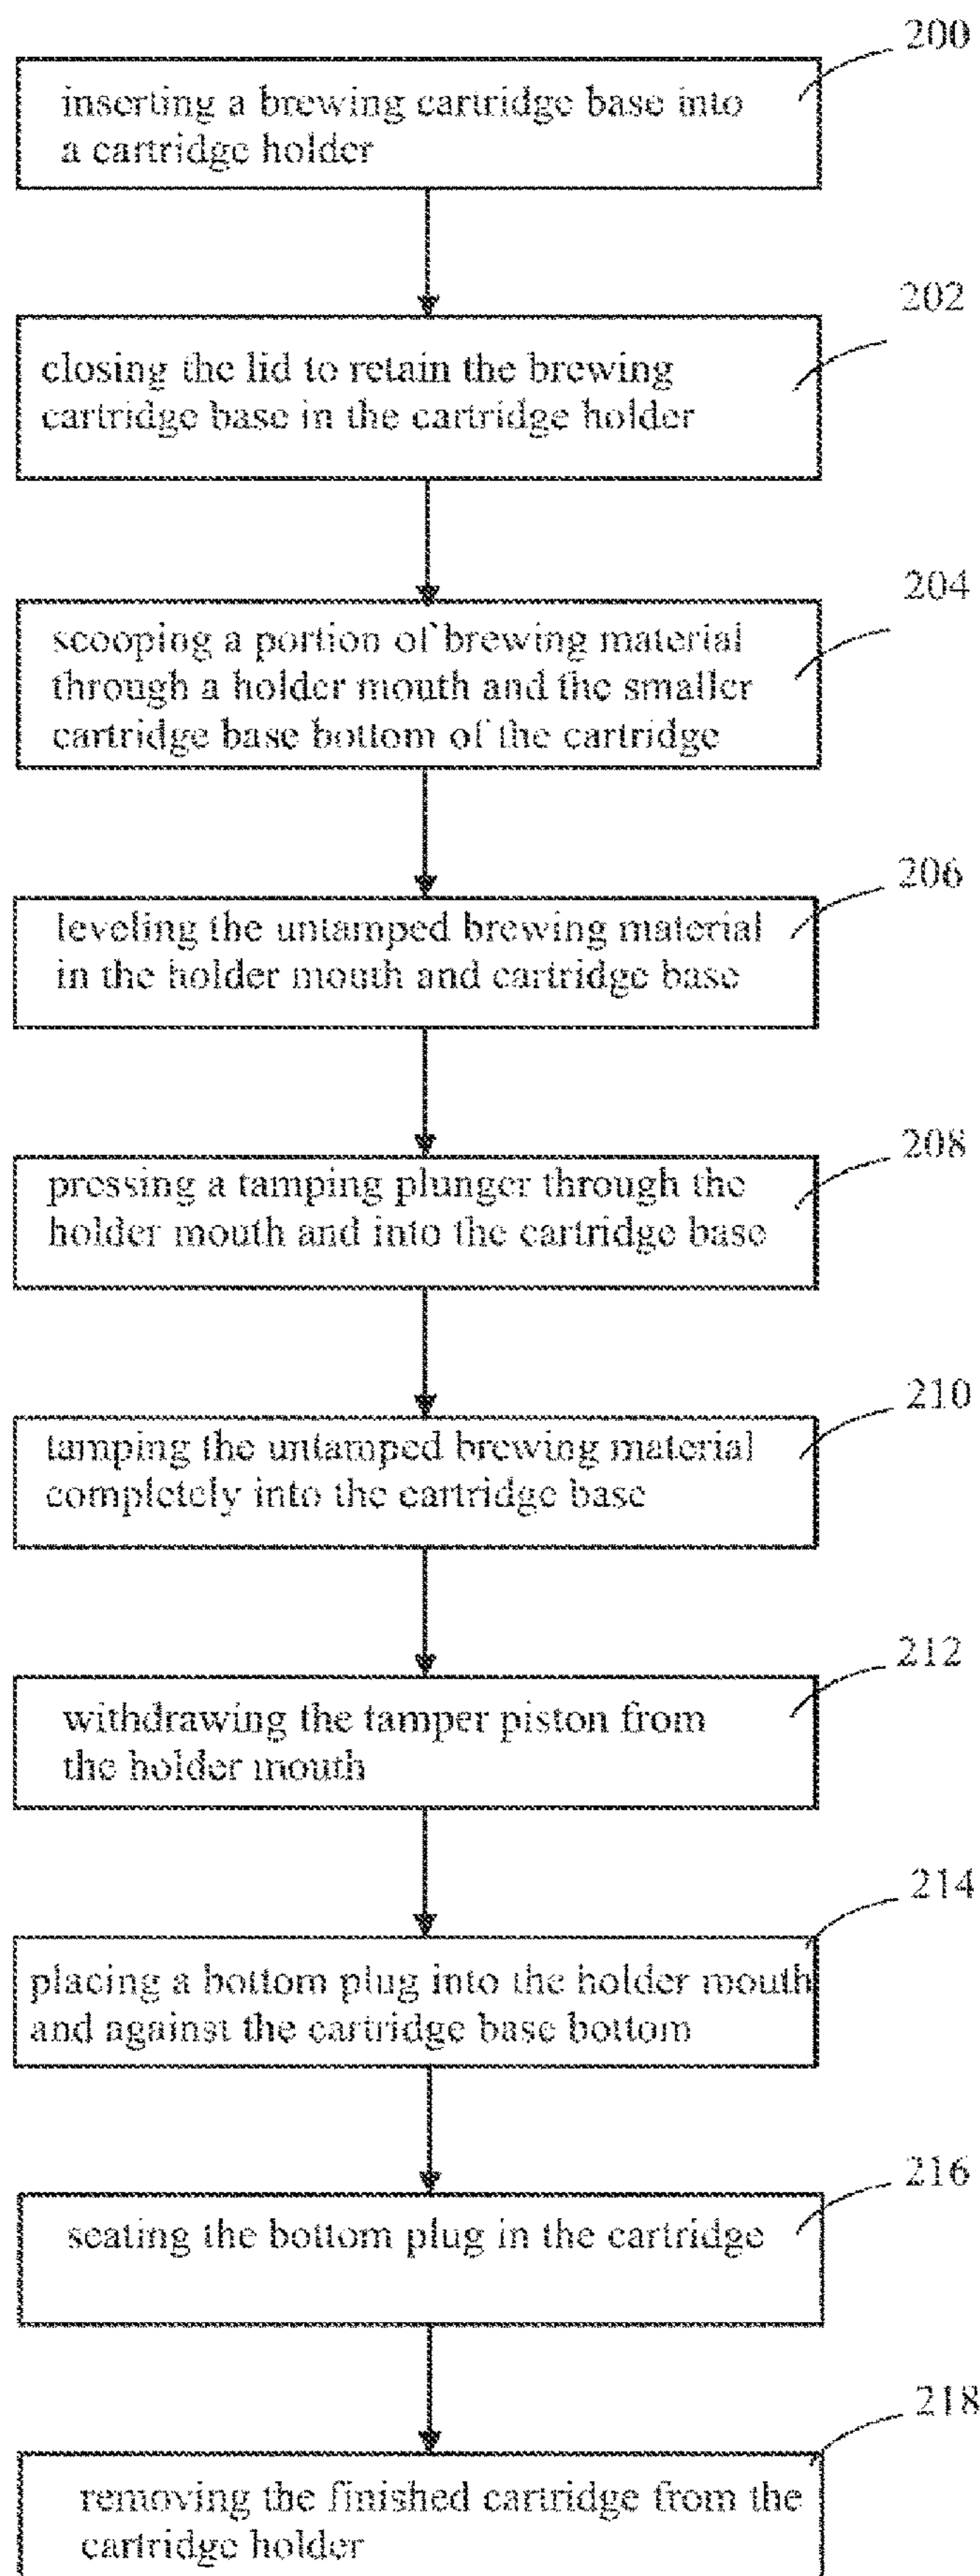 200
inserting a brewing cartridge base into
a cartridge holder
202
closing the lid to retain the brewing
cartridge base in the cartridge holder
204
scooping a portion of brewing material
through a holder mouth and the smaller
cartridge base bottom of the cartridge
206
leveling the untamped brewing material
in the holder mouth and cartridge base
208
pressing a tamping plunger through the
holder mouth and into the cartridge base
210
tamping the untamped brewing material
completely into the cartridge base
212
withdrawing the tamper piston from
the holder mouth
214
placing a bottom plug into the holder mouth
and against the cartridge base bottom
216
seating the bottom plug in the cartridge
218
removing the finished cartridge from the
cartridge holder